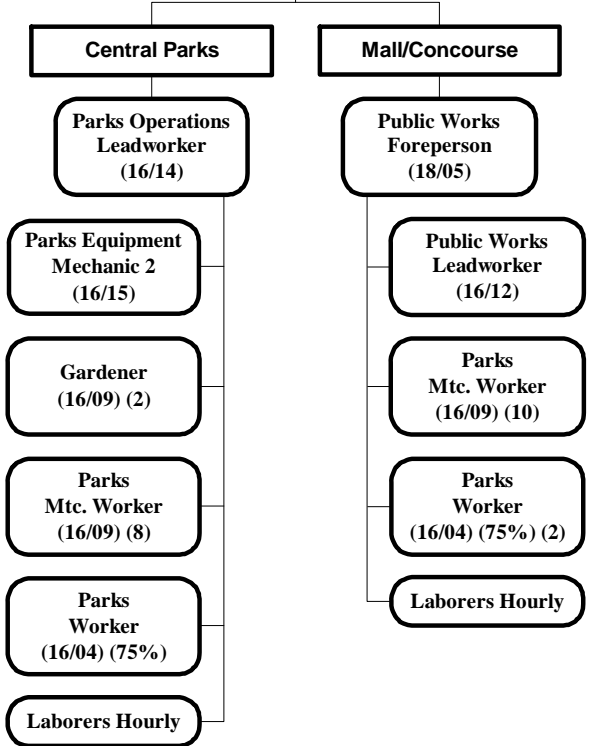 Central Parks
Parks Operations
Leadworker
(16/14)
Parks Equipment
Mechanic 2
(16/15)
Gardener
(16/09) (2)
Parks
Mtc. Worker
(16/09) (8)
Parks
Worker
(16/04) (75%)
Laborers Hourly
Mall/Concourse
Public Works
Foreperson
(18/05)
Public Works
Leadworker
(16/12)
Parks
Mtc. Worker
(16/09) (10)
Parks
Worker
(16/04) (75%) (2)
Laborers Hourly